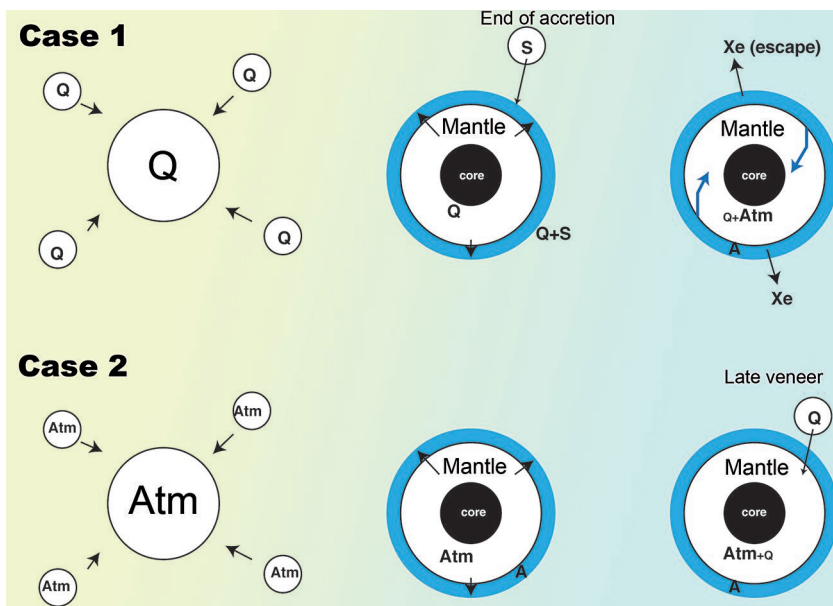 Case 1
End of accretion
S
Xe (escape)
Q
Q
Q
Q
Q
Mantle
core
Q
Q+S
Mantle
core
Q+Atm
A
Xe
Case 2
Late veneer
Atm
Atm
Atm
Atm
Atm
Mantle
core
Atm
A
Q
Mantle
core
Atm+Q
A